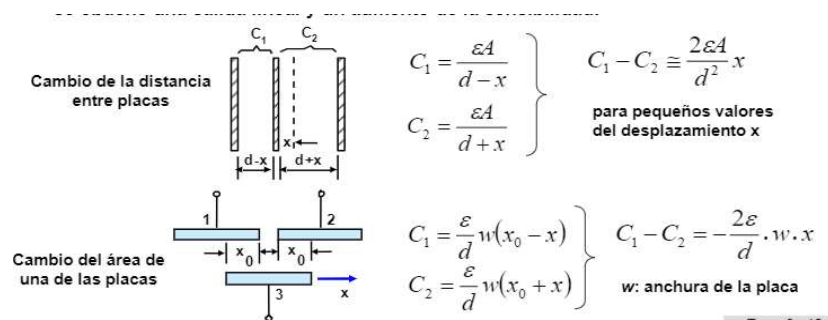 C₁ C₂
Cambio de la distancia
entre placas
x
d-x d+x
C₁ = εA / (d − x)
C₂ = εA / (d + x)
C₁ − C₂ ≅ (2εA / d²) x
para pequeños valores
del desplazamiento x
1 2
x₀ x₀
Cambio del área de
una de las placas
3 x
C₁ = (ε / d) w(x₀ − x)
C₂ = (ε / d) w(x₀ + x)
C₁ − C₂ = −(2ε / d) .w.x
w: anchura de la placa